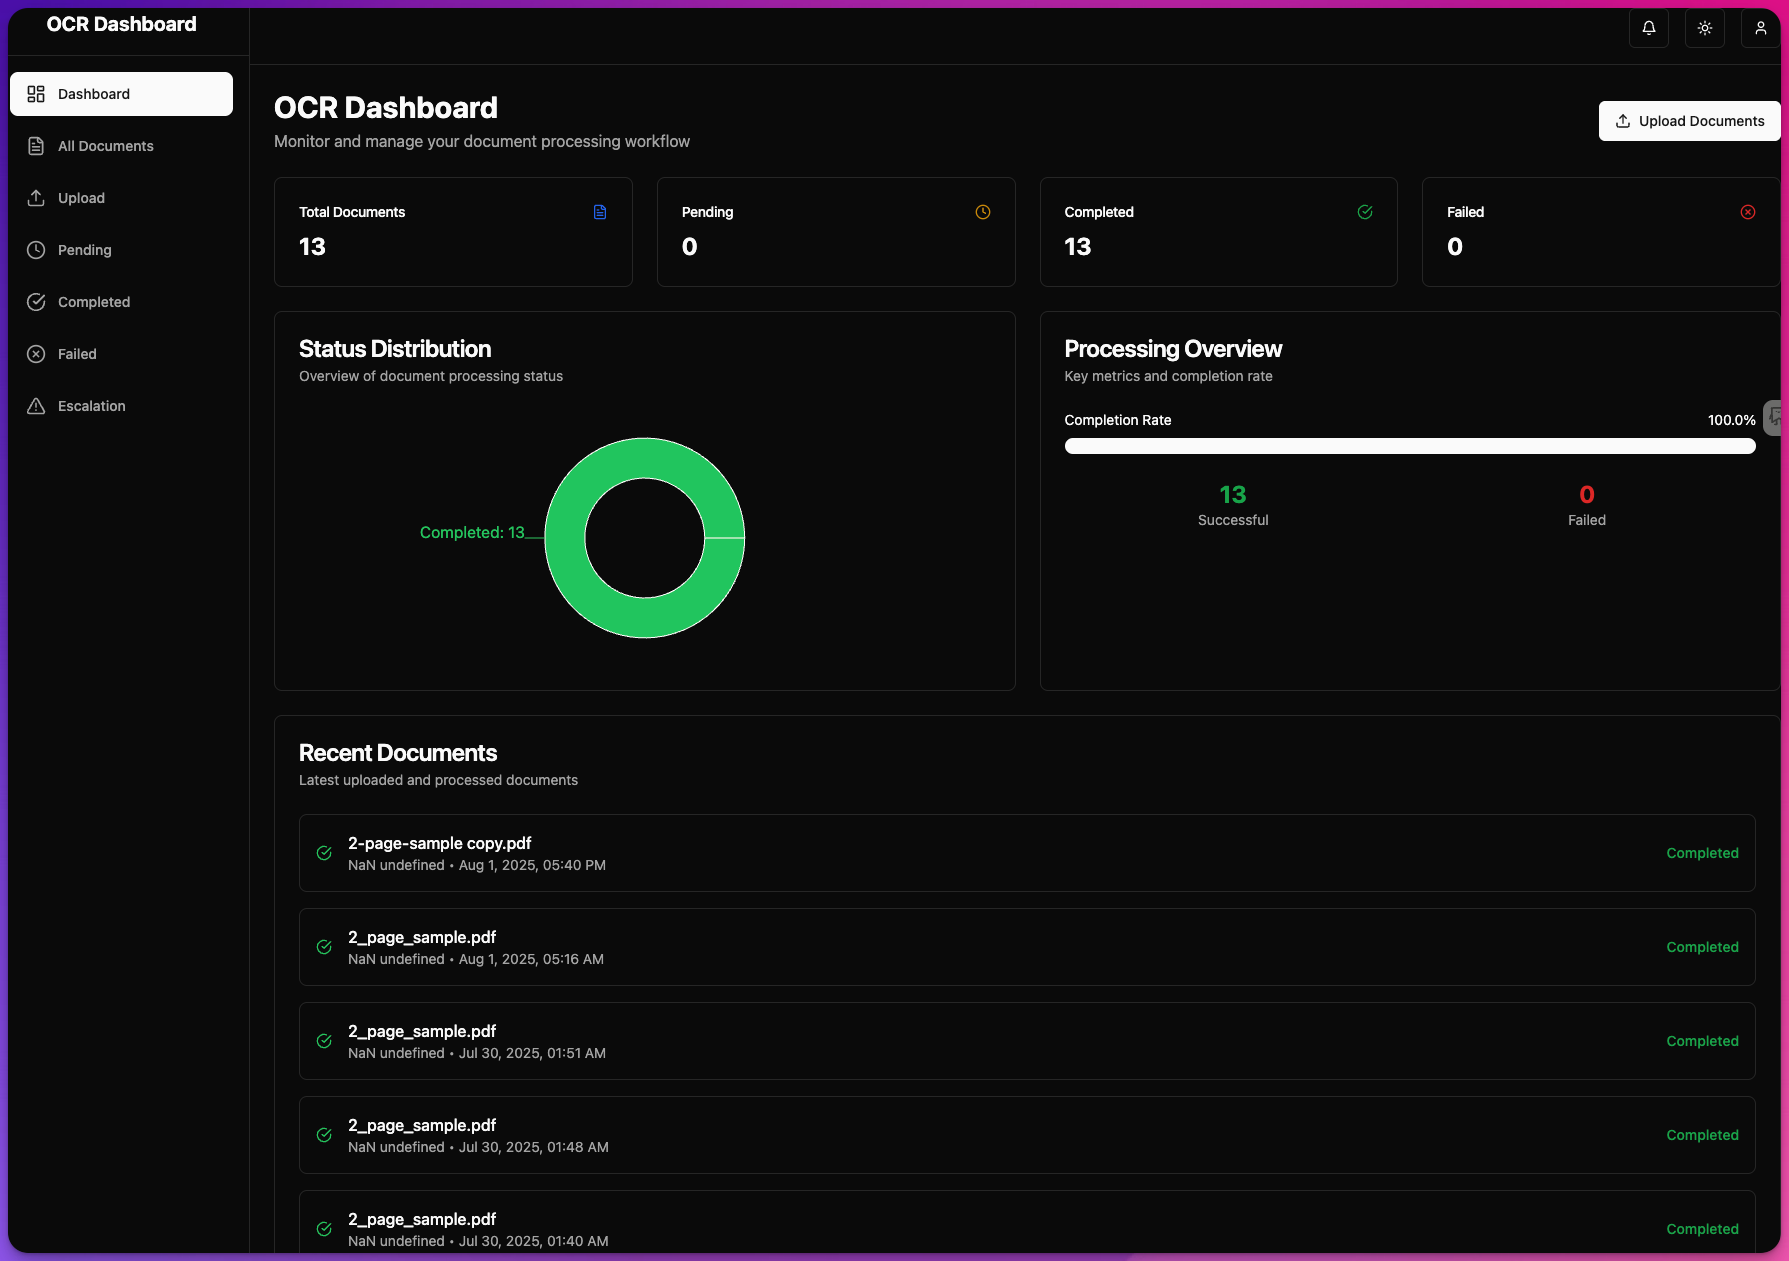 OCR Dashboard
Dashboard
All Documents
Upload
Pending
Completed
Failed
Escalation
OCR Dashboard
Monitor and manage your document processing workflow
Upload Documents
Total Documents
13
Pending
0
Completed
13
Failed
0
Status Distribution
Overview of document processing status
Completed: 13
Processing Overview
Key metrics and completion rate
Completion Rate 100.0%
13
Successful
0
Failed
Recent Documents
Latest uploaded and processed documents
2-page-sample copy.pdf
NaN undefined • Aug 1, 2025, 05:40 PM
Completed
2_page_sample.pdf
NaN undefined • Aug 1, 2025, 05:16 AM
Completed
2_page_sample.pdf
NaN undefined • Jul 30, 2025, 01:51 AM
Completed
2_page_sample.pdf
NaN undefined • Jul 30, 2025, 01:48 AM
Completed
2_page_sample.pdf
NaN undefined • Jul 30, 2025, 01:40 AM
Completed